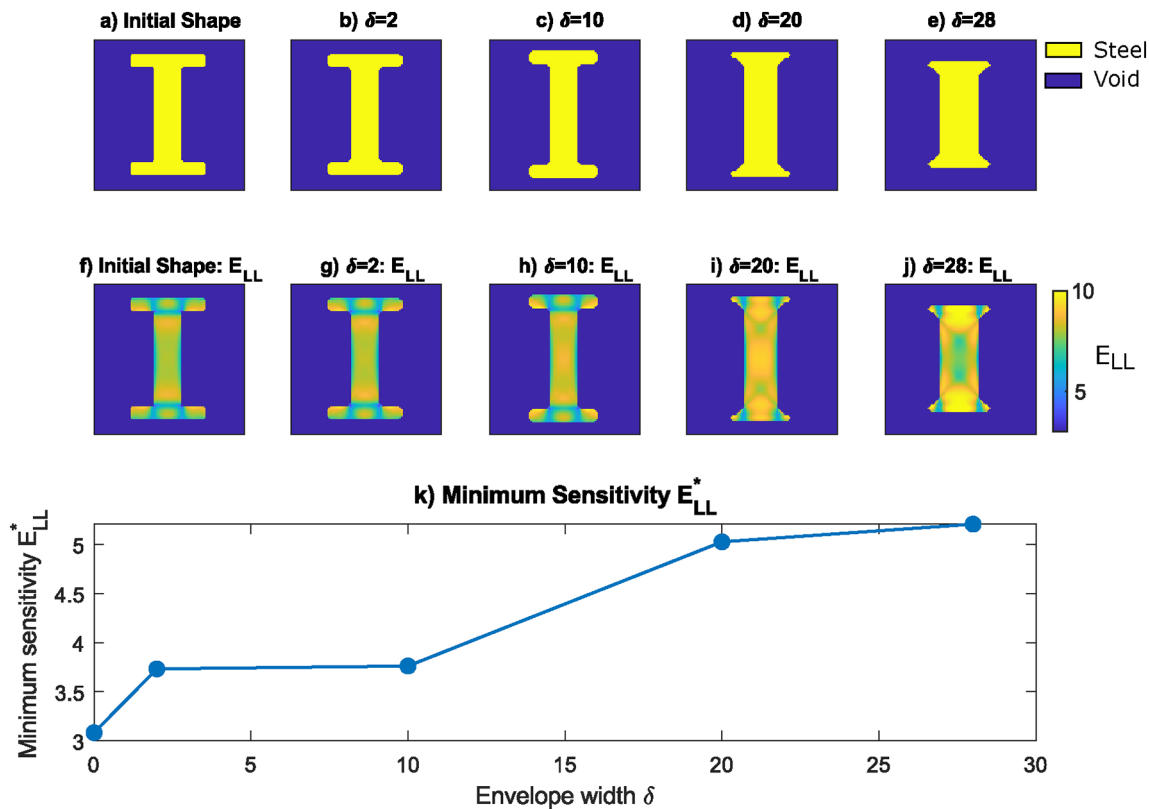 a) Initial Shape
b) δ=2
c) δ=10
d) δ=20
e) δ=28
Steel
Void
f) Initial Shape: E_LL
g) δ=2: E_LL
h) δ=10: E_LL
i) δ=20: E_LL
j) δ=28: E_LL
10
5
E_LL
k) Minimum Sensitivity E*_LL
Minimum sensitivity E*_LL
5
4.5
4
3.5
3
0 5 10 15 20 25 30
Envelope width δ